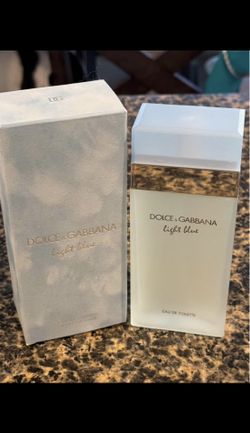 DOLCE & GABBANA
light blue
DOLCE & GABBANA
light blue
EAU DE TOILETTE